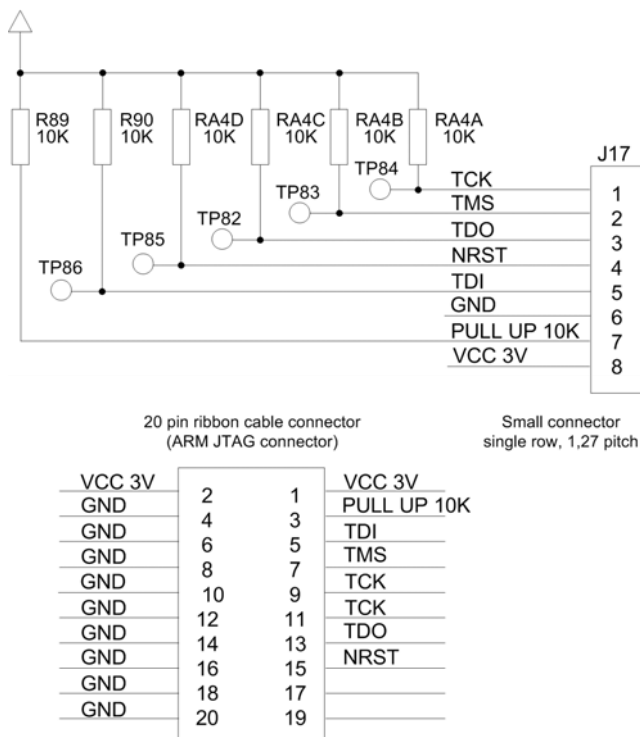 R89 R90 RA4D RA4C RA4B RA4A
10K 10K 10K 10K 10K 10K
J17
TP84 TCK 1
TP83 TMS 2
TP82 TDO 3
TP85 NRST 4
TP86 TDI 5
GND 6
PULL UP 10K 7
VCC 3V 8
20 pin ribbon cable connector
(ARM JTAG connector)
Small connector
single row, 1,27 pitch
VCC 3V 2 1 VCC 3V
GND 4 3 PULL UP 10K
GND 6 5 TDI
GND 8 7 TMS
GND 10 9 TCK
GND 12 11 TCK
GND 14 13 TDO
GND 16 15 NRST
GND 18 17
GND 20 19